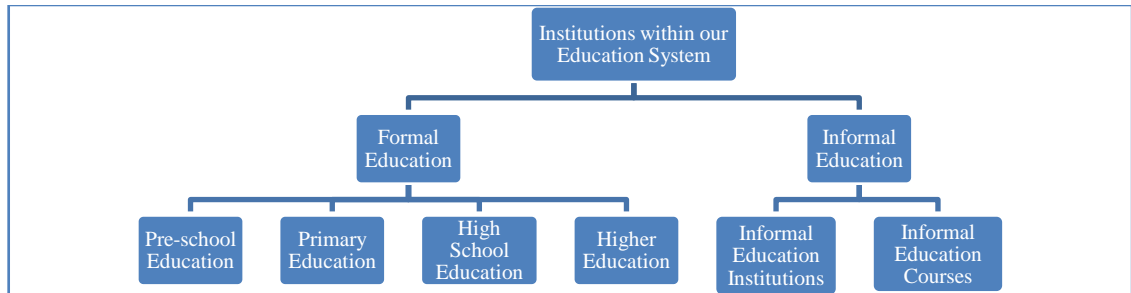 Institutions within our
Education System
Formal
Education
Informal
Education
Pre-school
Education
Primary
Education
High
School
Education
Higher
Education
Informal
Education
Institutions
Informal
Education
Courses